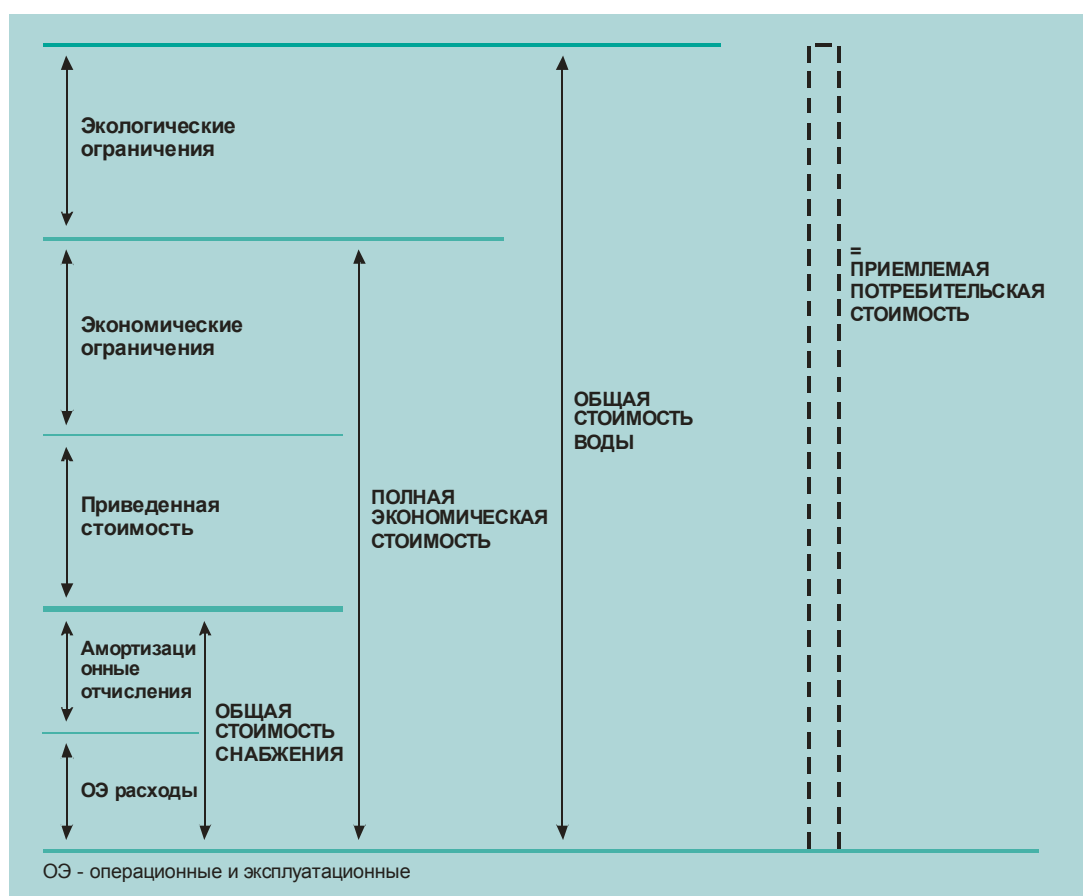 Экологические
ограничения
Экономические
ограничения
Приведенная
стоимость
Амортизаци
онные
отчисления
ОЭ расходы
ОБЩАЯ
СТОИМОСТЬ
СНАБЖЕНИЯ
ПОЛНАЯ
ЭКОНОМИЧЕСКАЯ
СТОИМОСТЬ
ОБЩАЯ
СТОИМОСТЬ
ВОДЫ
=
ПРИЕМЛЕМАЯ
ПОТРЕБИТЕЛЬСКАЯ
СТОИМОСТЬ
ОЭ - операционные и эксплуатационные